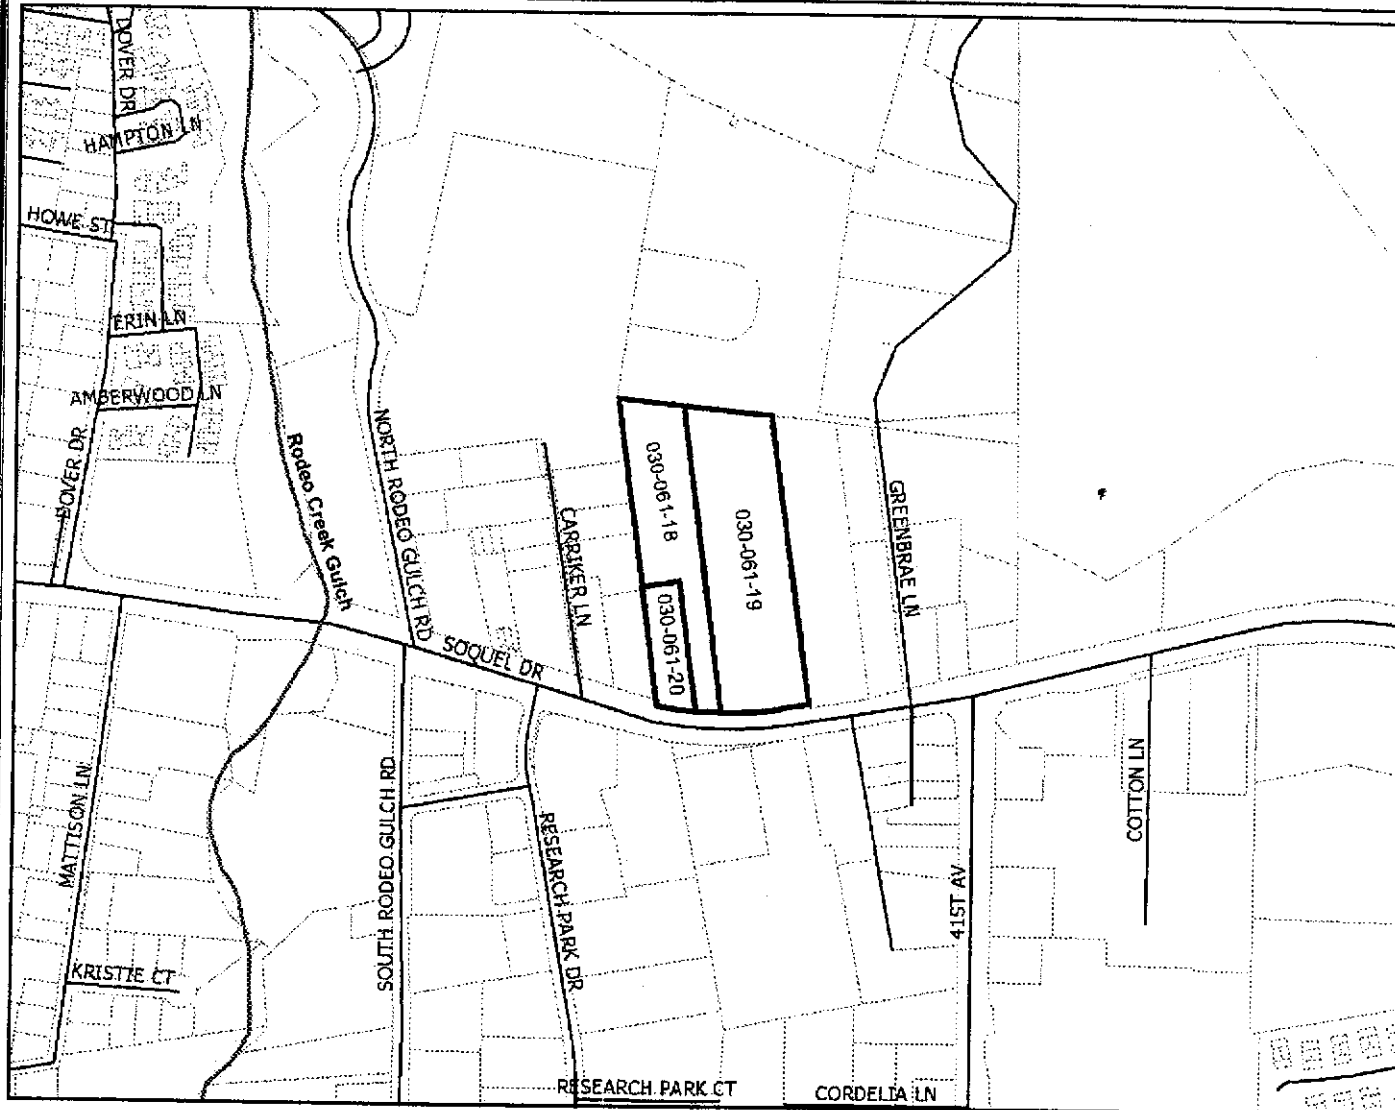 DOVER DR
HAMPTON LN
HOWE ST
ERIN LN
AMBERWOOD LN
DOVER DR
Rodeo Creek Gulch
NORTH RODEO GULCH RD
CARRIKER LN
030-061-18
030-061-19
030-061-20
GREENBRAE LN
SOQUEL DR
MATTISON LN
SOUTH RODEO GULCH RD
RESEARCH PARK DR
COTTON LN
41ST AV
KRISTIE CT
RESEARCH PARK CT
CORDELIA LN